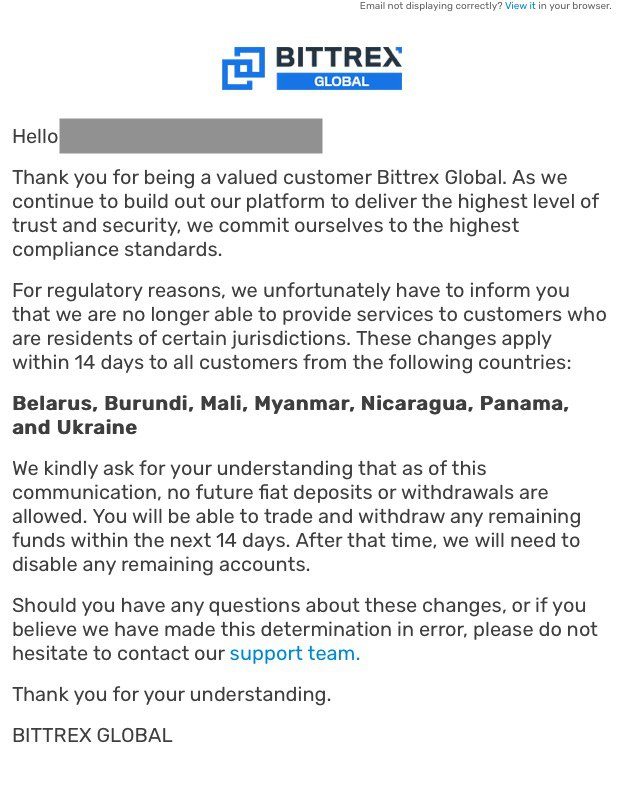 Email not displaying correctly? View it in your browser.
BITTREX
GLOBAL
Hello
Thank you for being a valued customer Bittrex Global. As we
continue to build out our platform to deliver the highest level of
trust and security, we commit ourselves to the highest
compliance standards.
For regulatory reasons, we unfortunately have to inform you
that we are no longer able to provide services to customers who
are residents of certain jurisdictions. These changes apply
within 14 days to all customers from the following countries:
Belarus, Burundi, Mali, Myanmar, Nicaragua, Panama,
and Ukraine
We kindly ask for your understanding that as of this
communication, no future fiat deposits or withdrawals are
allowed. You will be able to trade and withdraw any remaining
funds within the next 14 days. After that time, we will need to
disable any remaining accounts.
Should you have any questions about these changes, or if you
believe we have made this determination in error, please do not
hesitate to contact our support team.
Thank you for your understanding.
BITTREX GLOBAL